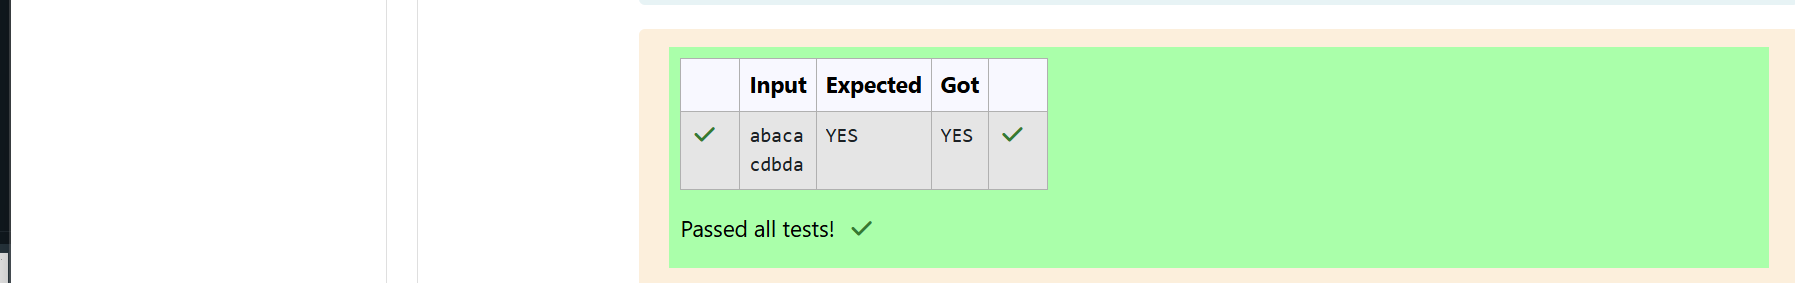 Input Expected Got
abaca YES YES
cdbda
Passed all tests!